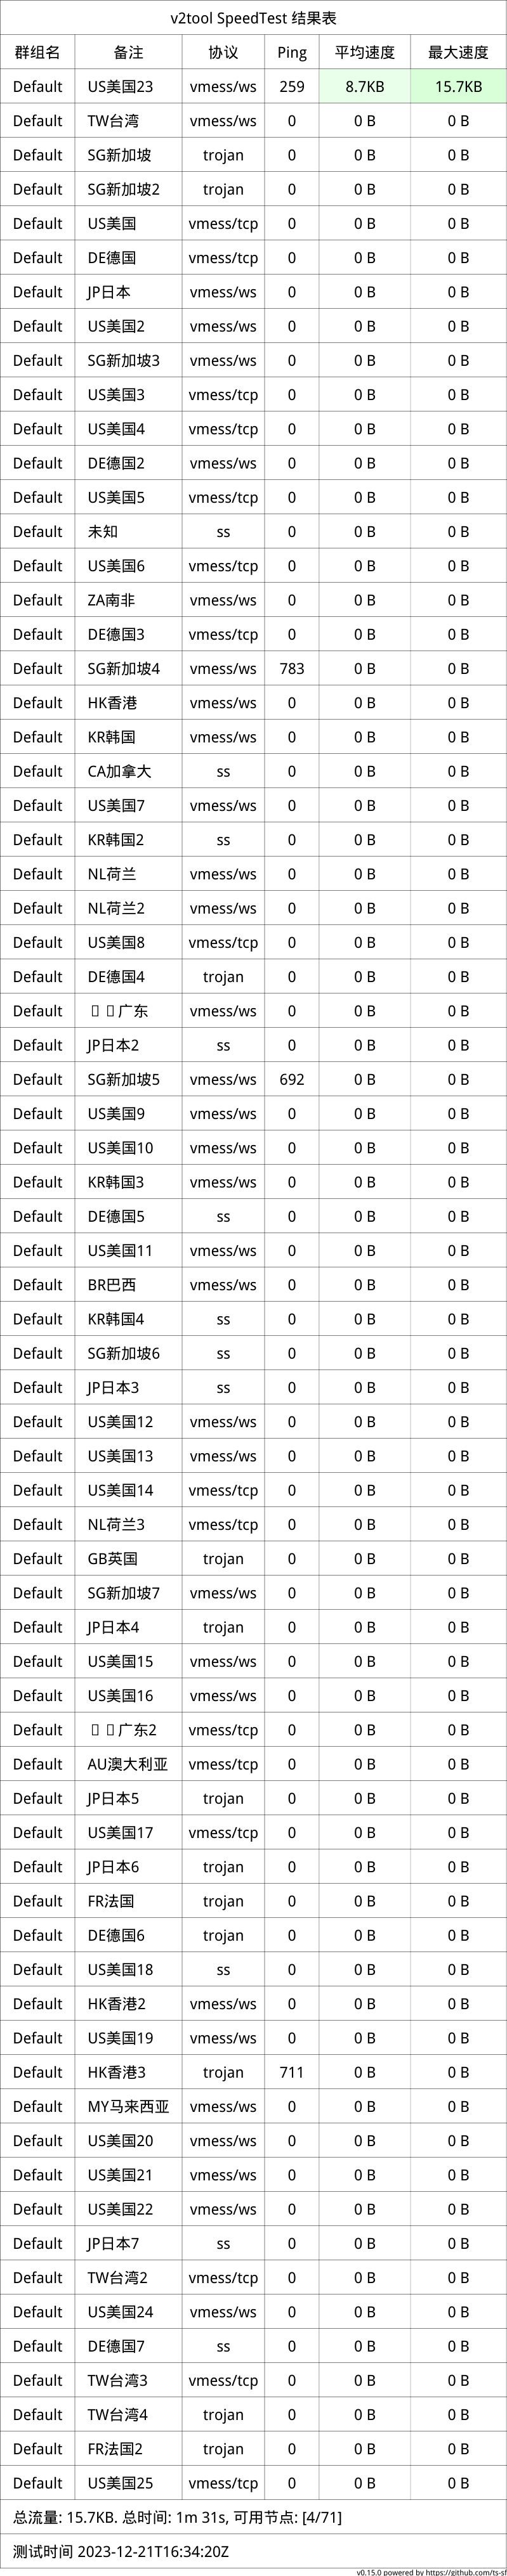 v2tool SpeedTest 结果表
群组名 备注 协议 Ping 平均速度 最大速度
Default US美国23 vmess/ws 259 8.7KB 15.7KB
Default TW台湾 vmess/ws 0 0 B 0 B
Default SG新加坡 trojan 0 0 B 0 B
Default SG新加坡2 trojan 0 0 B 0 B
Default US美国 vmess/tcp 0 0 B 0 B
Default DE德国 vmess/tcp 0 0 B 0 B
Default JP日本 vmess/ws 0 0 B 0 B
Default US美国2 vmess/ws 0 0 B 0 B
Default SG新加坡3 vmess/ws 0 0 B 0 B
Default US美国3 vmess/tcp 0 0 B 0 B
Default US美国4 vmess/tcp 0 0 B 0 B
Default DE德国2 vmess/ws 0 0 B 0 B
Default US美国5 vmess/tcp 0 0 B 0 B
Default 未知 ss 0 0 B 0 B
Default US美国6 vmess/tcp 0 0 B 0 B
Default ZA南非 vmess/ws 0 0 B 0 B
Default DE德国3 vmess/tcp 0 0 B 0 B
Default SG新加坡4 vmess/ws 783 0 B 0 B
Default HK香港 vmess/ws 0 0 B 0 B
Default KR韩国 vmess/ws 0 0 B 0 B
Default CA加拿大 ss 0 0 B 0 B
Default US美国7 vmess/ws 0 0 B 0 B
Default KR韩国2 ss 0 0 B 0 B
Default NL荷兰 vmess/ws 0 0 B 0 B
Default NL荷兰2 vmess/ws 0 0 B 0 B
Default US美国8 vmess/tcp 0 0 B 0 B
Default DE德国4 trojan 0 0 B 0 B
Default 广东 vmess/ws 0 0 B 0 B
Default JP日本2 ss 0 0 B 0 B
Default SG新加坡5 vmess/ws 692 0 B 0 B
Default US美国9 vmess/ws 0 0 B 0 B
Default US美国10 vmess/ws 0 0 B 0 B
Default KR韩国3 vmess/ws 0 0 B 0 B
Default DE德国5 ss 0 0 B 0 B
Default US美国11 vmess/ws 0 0 B 0 B
Default BR巴西 vmess/ws 0 0 B 0 B
Default KR韩国4 ss 0 0 B 0 B
Default SG新加坡6 ss 0 0 B 0 B
Default JP日本3 ss 0 0 B 0 B
Default US美国12 vmess/ws 0 0 B 0 B
Default US美国13 vmess/ws 0 0 B 0 B
Default US美国14 vmess/tcp 0 0 B 0 B
Default NL荷兰3 vmess/tcp 0 0 B 0 B
Default GB英国 trojan 0 0 B 0 B
Default SG新加坡7 vmess/ws 0 0 B 0 B
Default JP日本4 trojan 0 0 B 0 B
Default US美国15 vmess/ws 0 0 B 0 B
Default US美国16 vmess/ws 0 0 B 0 B
Default 广东2 vmess/tcp 0 0 B 0 B
Default AU澳大利亚 vmess/tcp 0 0 B 0 B
Default JP日本5 trojan 0 0 B 0 B
Default US美国17 vmess/tcp 0 0 B 0 B
Default JP日本6 trojan 0 0 B 0 B
Default FR法国 trojan 0 0 B 0 B
Default DE德国6 trojan 0 0 B 0 B
Default US美国18 ss 0 0 B 0 B
Default HK香港2 vmess/ws 0 0 B 0 B
Default US美国19 vmess/ws 0 0 B 0 B
Default HK香港3 trojan 711 0 B 0 B
Default MY马来西亚 vmess/ws 0 0 B 0 B
Default US美国20 vmess/ws 0 0 B 0 B
Default US美国21 vmess/ws 0 0 B 0 B
Default US美国22 vmess/ws 0 0 B 0 B
Default JP日本7 ss 0 0 B 0 B
Default TW台湾2 vmess/tcp 0 0 B 0 B
Default US美国24 vmess/ws 0 0 B 0 B
Default DE德国7 ss 0 0 B 0 B
Default TW台湾3 vmess/tcp 0 0 B 0 B
Default TW台湾4 trojan 0 0 B 0 B
Default FR法国2 trojan 0 0 B 0 B
Default US美国25 vmess/tcp 0 0 B 0 B
总流量: 15.7KB. 总时间: 1m 31s, 可用节点: [4/71]
测试时间 2023-12-21T16:34:20Z
v0.15.0 powered by https://github.com/ts-sf